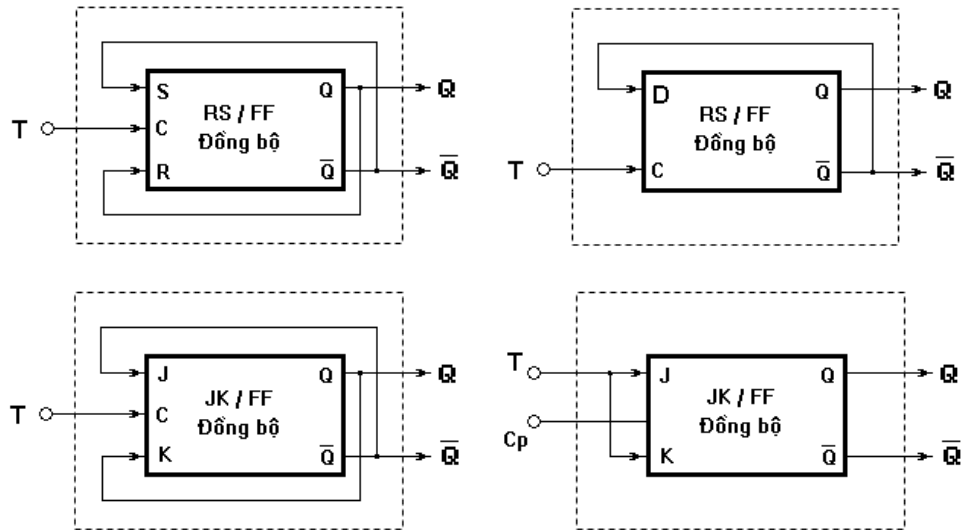 S
Q
Q
T
C
RS / FF
Đồng bộ
R
Q̅
Q̅
D
Q
Q
RS / FF
Đồng bộ
T
C
Q̅
Q̅
J
Q
Q
T
C
JK / FF
Đồng bộ
K
Q̅
Q̅
T
J
Q
Q
Cp
JK / FF
Đồng bộ
K
Q̅
Q̅